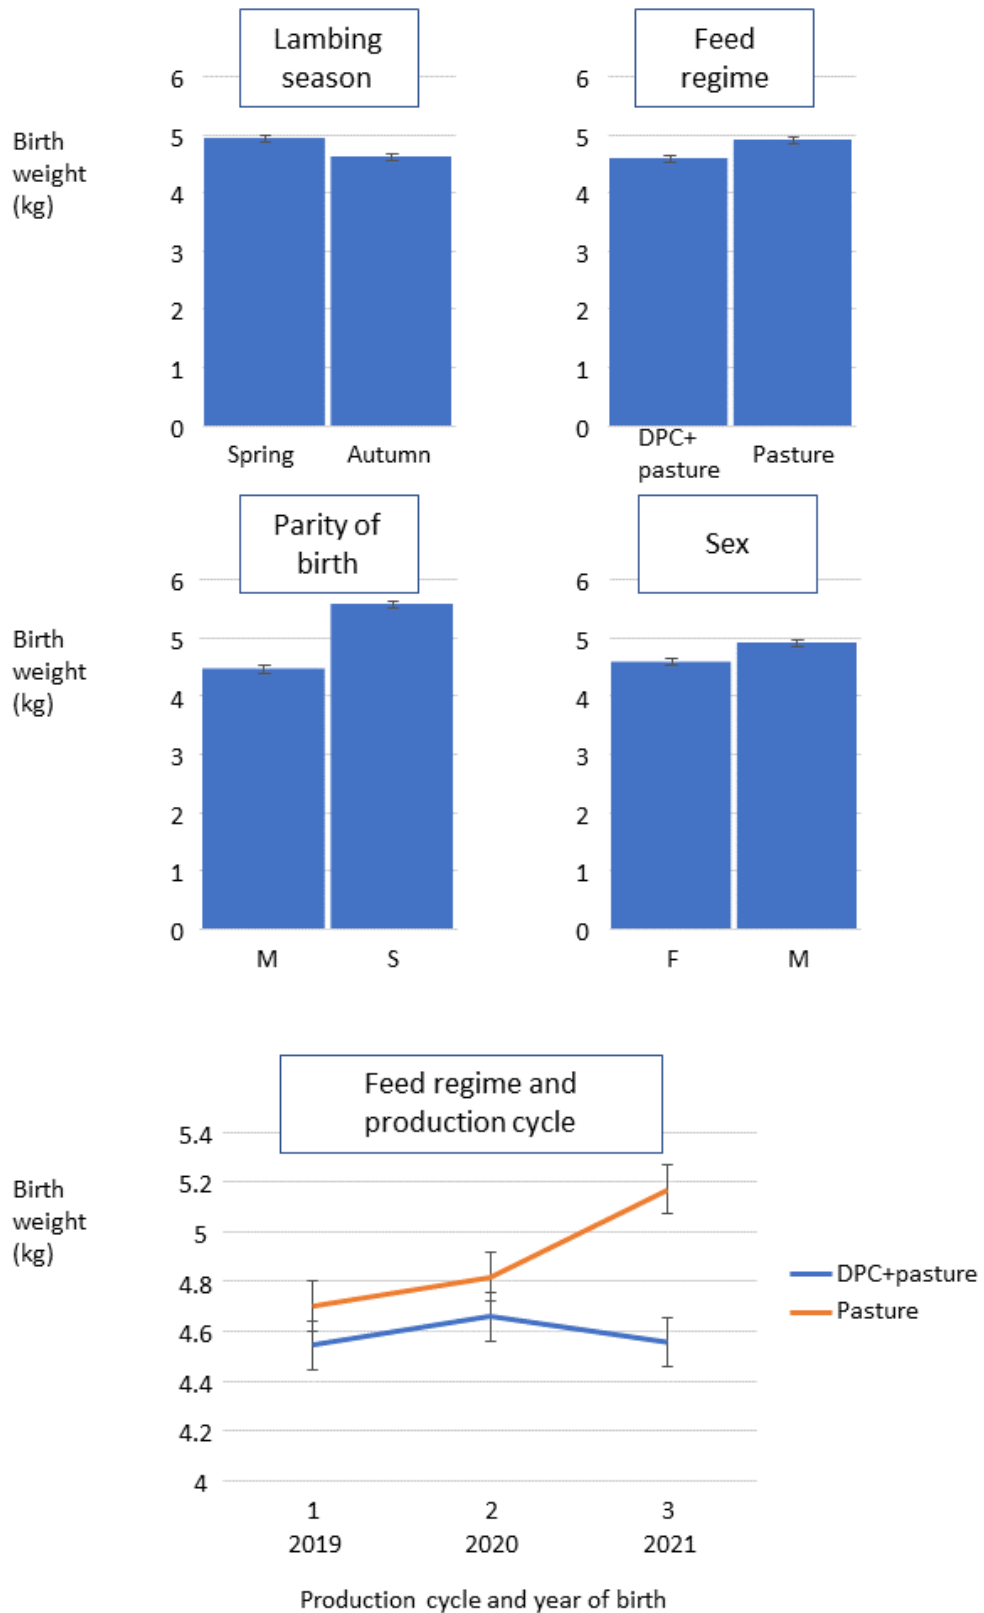 Lambing
season
Feed
regime
Birth
weight
(kg)
6
5
4
3
2
1
0
Spring
Autumn
6
5
4
3
2
1
0
DPC+
pasture
Pasture
Parity of
birth
Sex
Birth
weight
(kg)
6
5
4
3
2
1
0
M
S
6
5
4
3
2
1
0
F
M
Feed regime and
production cycle
Birth
weight
(kg)
5.4
5.2
5
4.8
4.6
4.4
4.2
4
1
2019
2
2020
3
2021
DPC+pasture
Pasture
Production cycle and year of birth